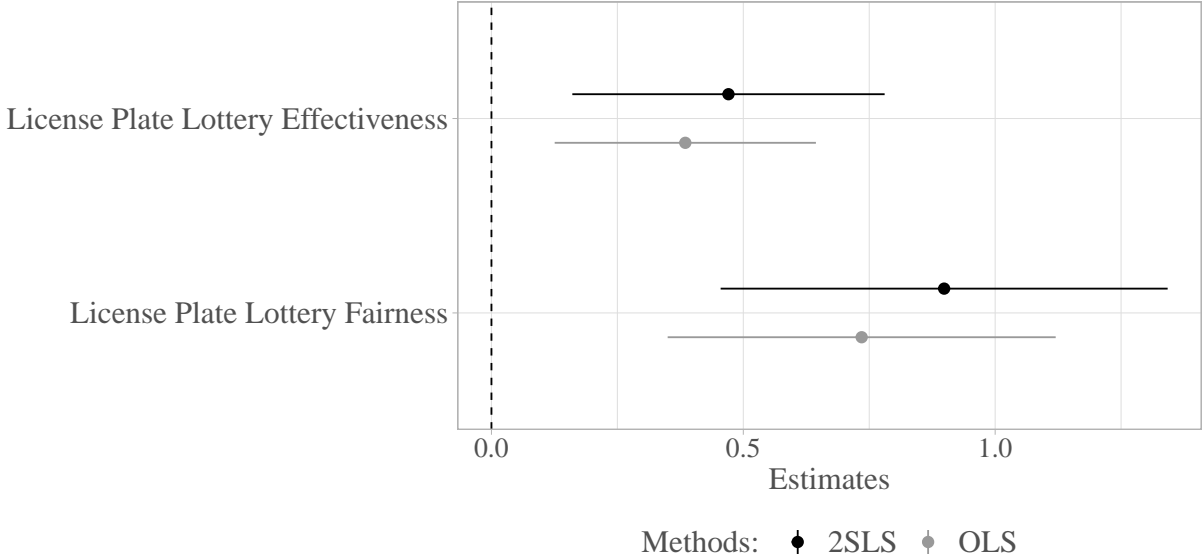 License Plate Lottery Effectiveness
License Plate Lottery Fairness
0.0 0.5 1.0
Estimates
Methods: 2SLS OLS